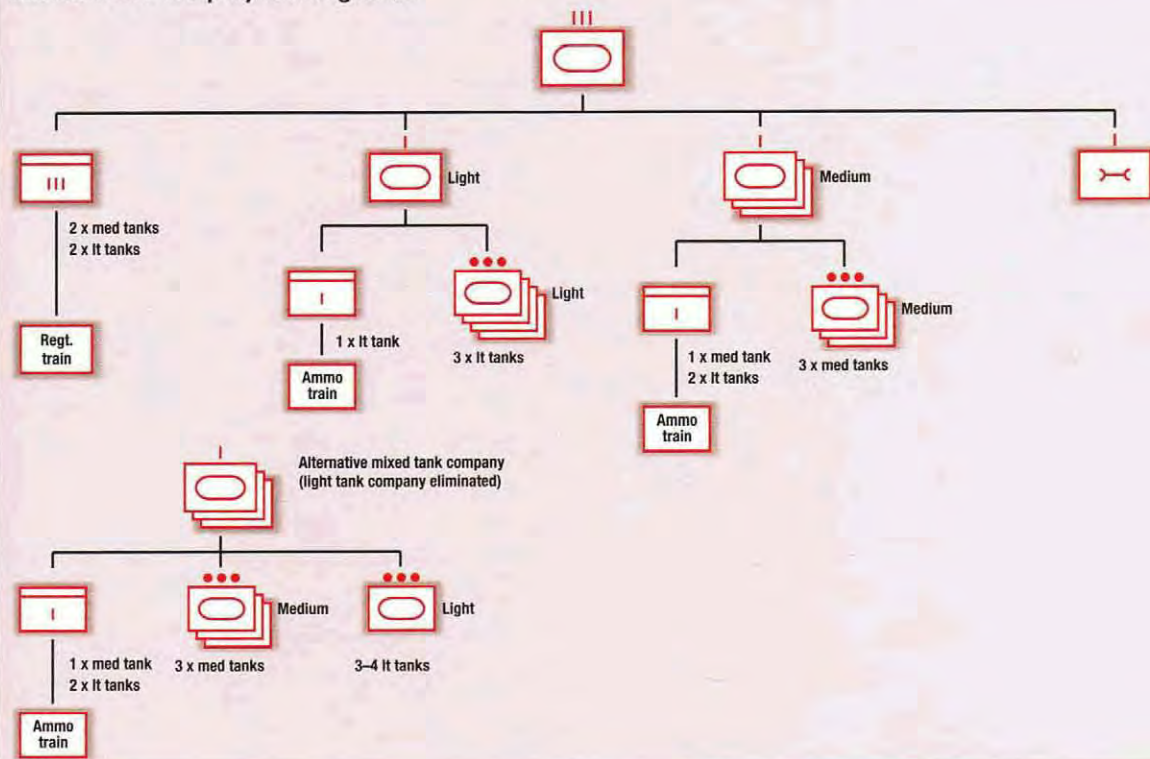 III
I
Light
I
Medium
I
III
2 x med tanks
2 x lt tanks
Regt.
train
I
1 x lt tank
Ammo
train
Light
3 x lt tanks
I
1 x med tank
2 x lt tanks
Ammo
train
Medium
3 x med tanks
I
Alternative mixed tank company
(light tank company eliminated)
I
1 x med tank
2 x lt tanks
Ammo
train
Medium
3 x med tanks
Light
3–4 lt tanks